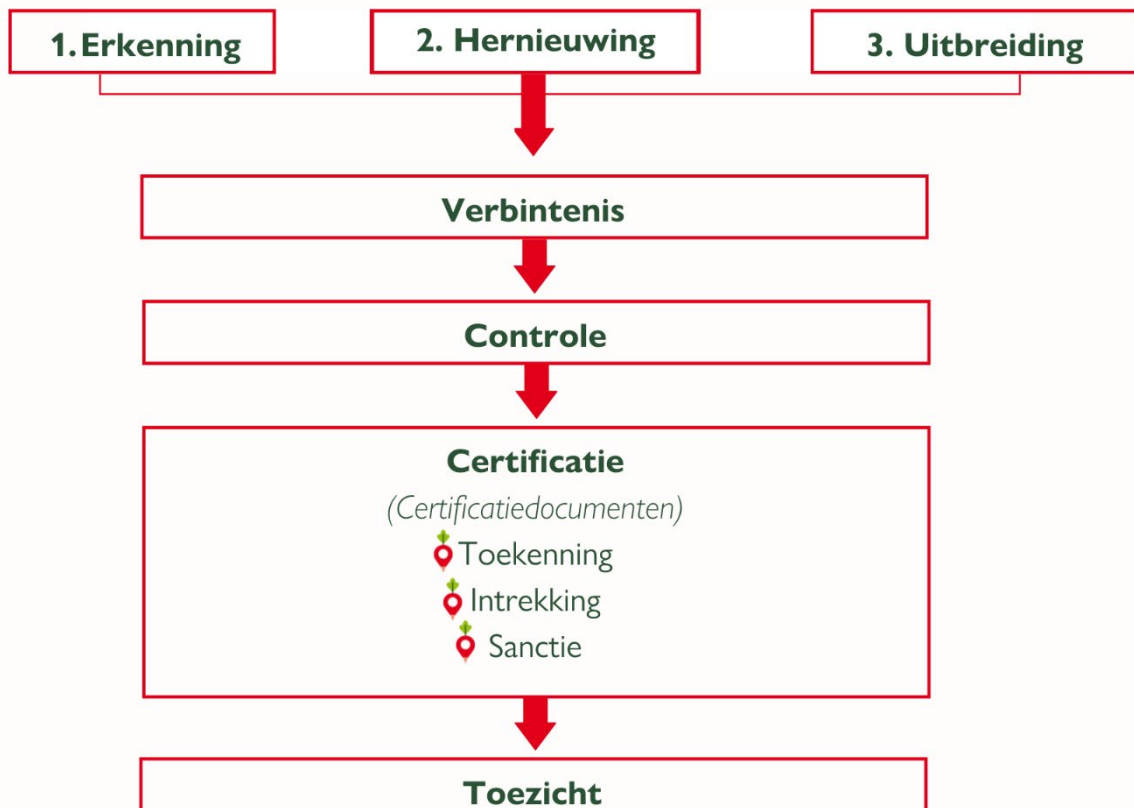 1. Erkenning
2. Hernieuwing
3. Uitbreiding
Verbintenis
Controle
Certificatie
(Certificatiedocumenten)
Toekenning
Intrekking
Sanctie
Toezicht